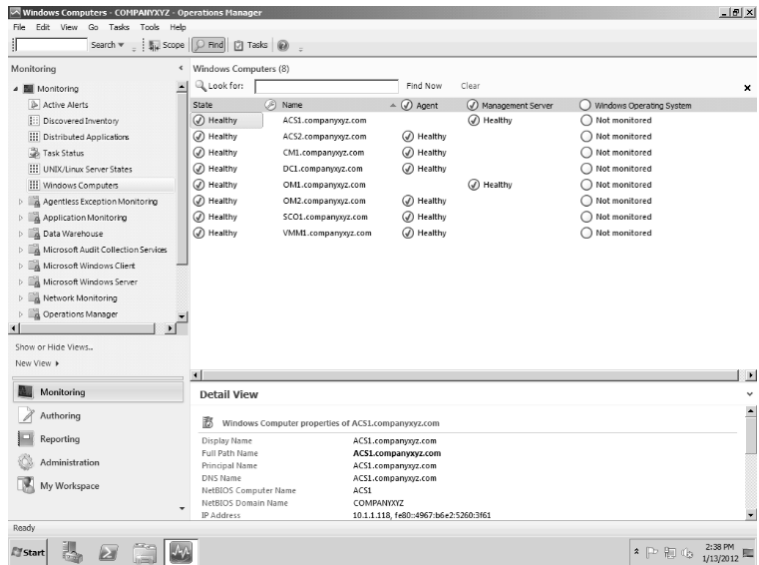 Windows Computers - COMPANYXYZ - Operations Manager
File Edit View Go Tasks Tools Help
Search Scope Find Tasks
Monitoring
Monitoring
Active Alerts
Discovered Inventory
Distributed Applications
Task Status
UNIX/Linux Server States
Windows Computers
Agentless Exception Monitoring
Application Monitoring
Data Warehouse
Microsoft Audit Collection Services
Microsoft Windows Client
Microsoft Windows Server
Network Monitoring
Operations Manager
Show or Hide Views...
New View
Monitoring
Authoring
Reporting
Administration
My Workspace
Windows Computers (8)
Look for: Find Now Clear
State Name Agent Management Server Windows Operating System
Healthy ACS1.companyxyz.com Healthy Not monitored
Healthy ACS2.companyxyz.com Healthy Not monitored
Healthy CM1.companyxyz.com Healthy Not monitored
Healthy DC1.companyxyz.com Healthy Not monitored
Healthy OM1.companyxyz.com Healthy Not monitored
Healthy OM2.companyxyz.com Healthy Not monitored
Healthy SCO1.companyxyz.com Healthy Not monitored
Healthy VMM1.companyxyz.com Healthy Not monitored
Detail View
Windows Computer properties of ACS1.companyxyz.com
Display Name ACS1.companyxyz.com
Full Path Name ACS1.companyxyz.com
Principal Name ACS1.companyxyz.com
DNS Name ACS1.companyxyz.com
NetBIOS Computer Name ACS1
NetBIOS Domain Name COMPANYXYZ
IP Address 10.1.1.118, fe80::4967:b6e2:5260:3f61
Ready
Start
2:38 PM
1/13/2012